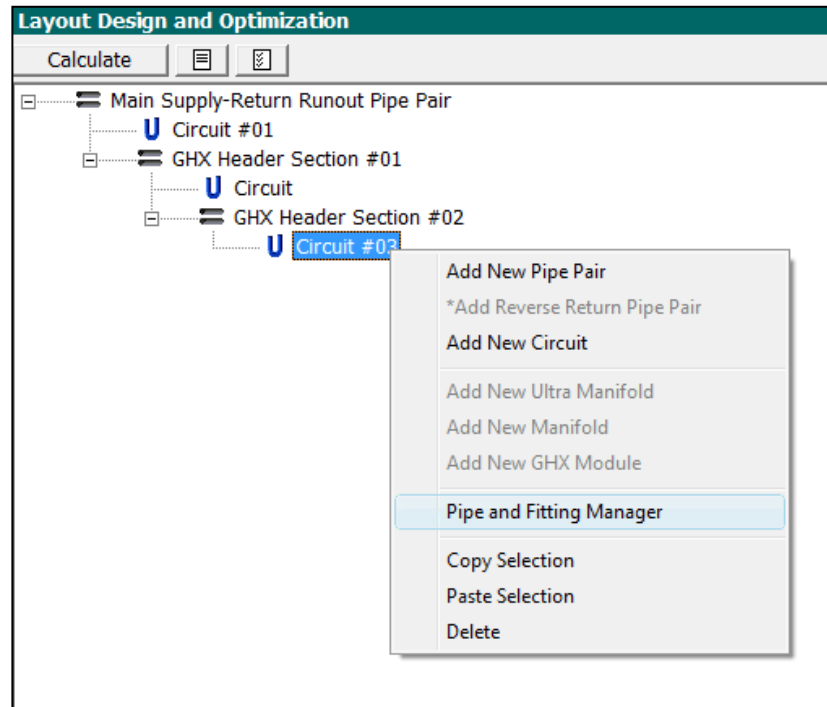 Layout Design and Optimization
Calculate
Main Supply-Return Runout Pipe Pair
Circuit #01
GHX Header Section #01
Circuit
GHX Header Section #02
Circuit #03
Add New Pipe Pair
*Add Reverse Return Pipe Pair
Add New Circuit
Add New Ultra Manifold
Add New Manifold
Add New GHX Module
Pipe and Fitting Manager
Copy Selection
Paste Selection
Delete